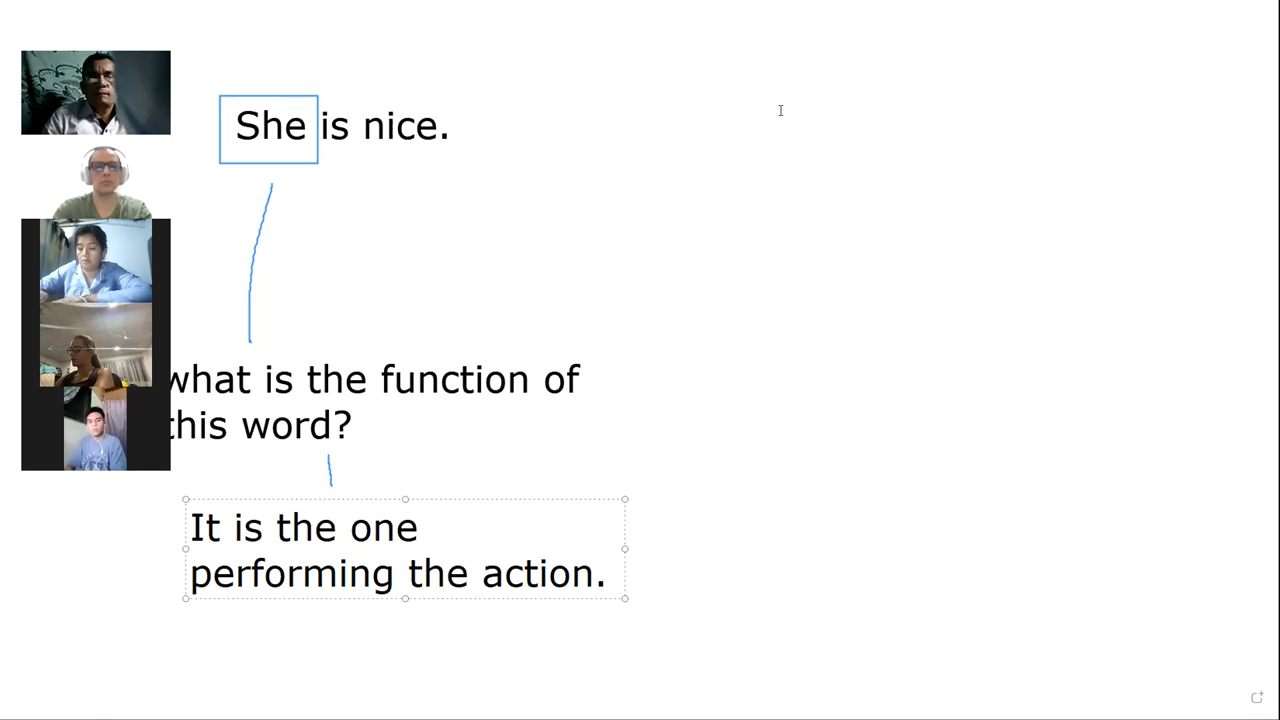 She is nice.
what is the function of
this word?
It is the one
performing the action.